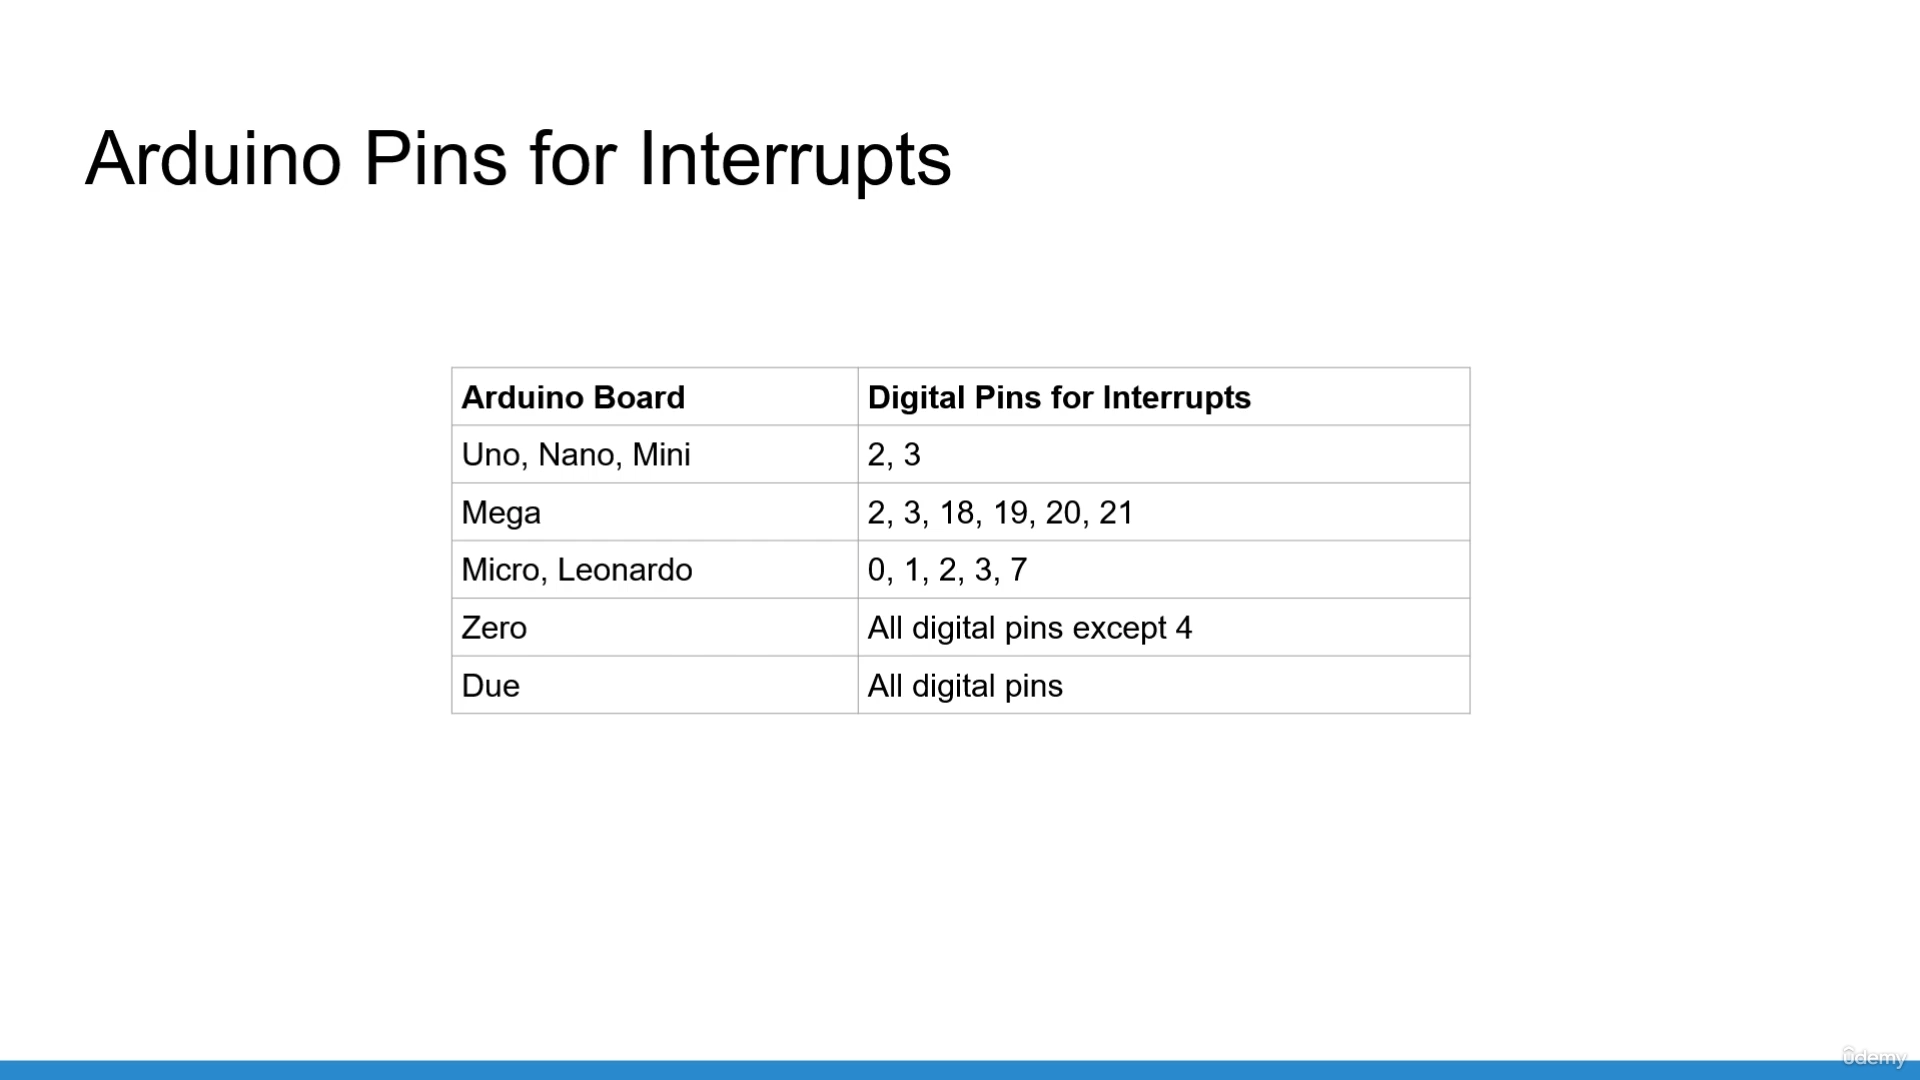 Arduino Pins for Interrupts
Arduino Board Digital Pins for Interrupts
Uno, Nano, Mini 2, 3
Mega 2, 3, 18, 19, 20, 21
Micro, Leonardo 0, 1, 2, 3, 7
Zero All digital pins except 4
Due All digital pins
ûdemy